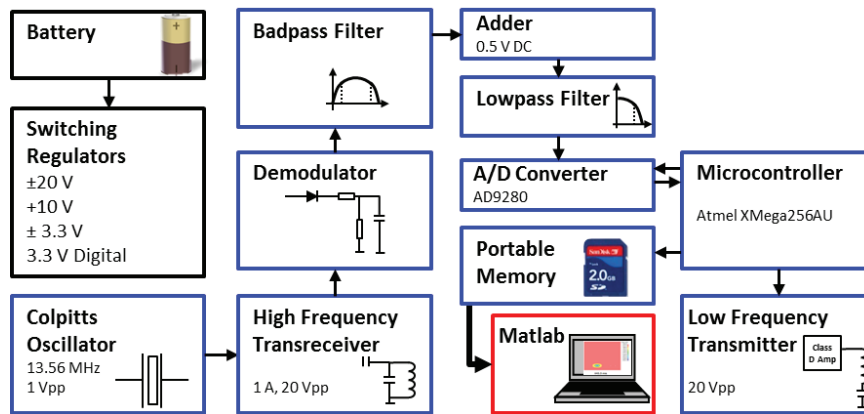 Battery
Switching
Regulators
±20 V
+10 V
± 3.3 V
3.3 V Digital
Colpitts
Oscillator
13.56 MHz
1 Vpp
Badpass Filter
Demodulator
High Frequency
Transreceiver
1 A, 20 Vpp
Adder
0.5 V DC
Lowpass Filter
A/D Converter
AD9280
Portable
Memory
SanDisk
2.0GB
SD
Matlab
Microcontroller
Atmel XMega256AU
Low Frequency
Transmitter
Class
D Amp
20 Vpp